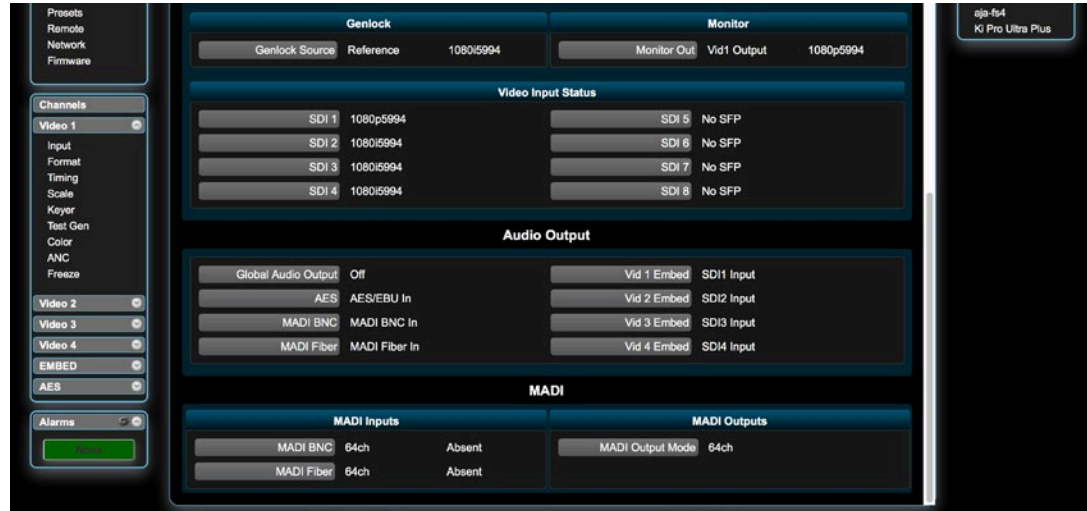 Presets
Remote
Network
Firmware
Channels
Video 1
Input
Format
Timing
Scale
Keyer
Test Gen
Color
ANC
Freeze
Video 2
Video 3
Video 4
EMBED
AES
Alarms
None
Genlock
Genlock Source Reference 1080i5994
Monitor
Monitor Out Vid1 Output 1080p5994
Video Input Status
SDI 1 1080p5994 SDI 5 No SFP
SDI 2 1080i5994 SDI 6 No SFP
SDI 3 1080i5994 SDI 7 No SFP
SDI 4 1080i5994 SDI 8 No SFP
Audio Output
Global Audio Output Off Vid 1 Embed SDI1 Input
AES AES/EBU In Vid 2 Embed SDI2 Input
MADI BNC MADI BNC In Vid 3 Embed SDI3 Input
MADI Fiber MADI Fiber In Vid 4 Embed SDI4 Input
MADI
MADI Inputs
MADI BNC 64ch Absent
MADI Fiber 64ch Absent
MADI Outputs
MADI Output Mode 64ch
aja-fs4
Ki Pro Ultra Plus